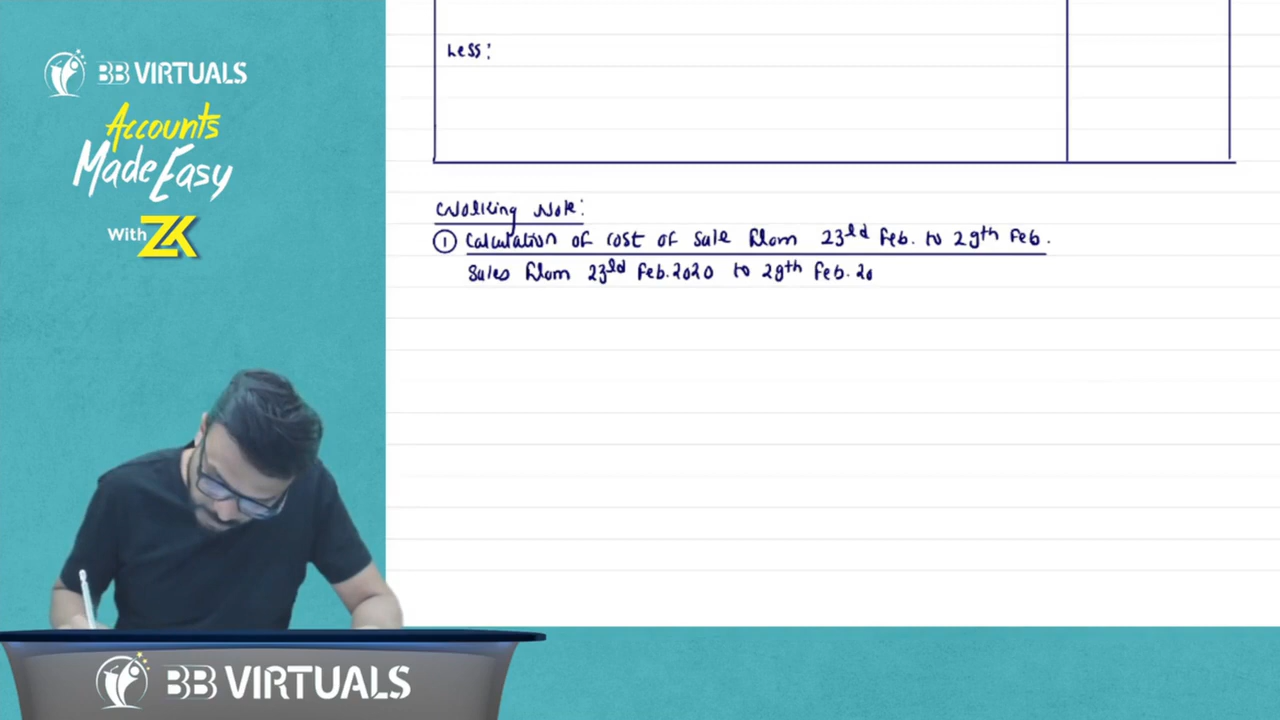 BB VIRTUALS
Accounts
Made Easy
With ZK
Less:
Working Note:
① Calculation of cost of sale from 23rd Feb. to 29th Feb.
Sales from 23rd Feb. 2020 to 29th Feb. 20
BB VIRTUALS